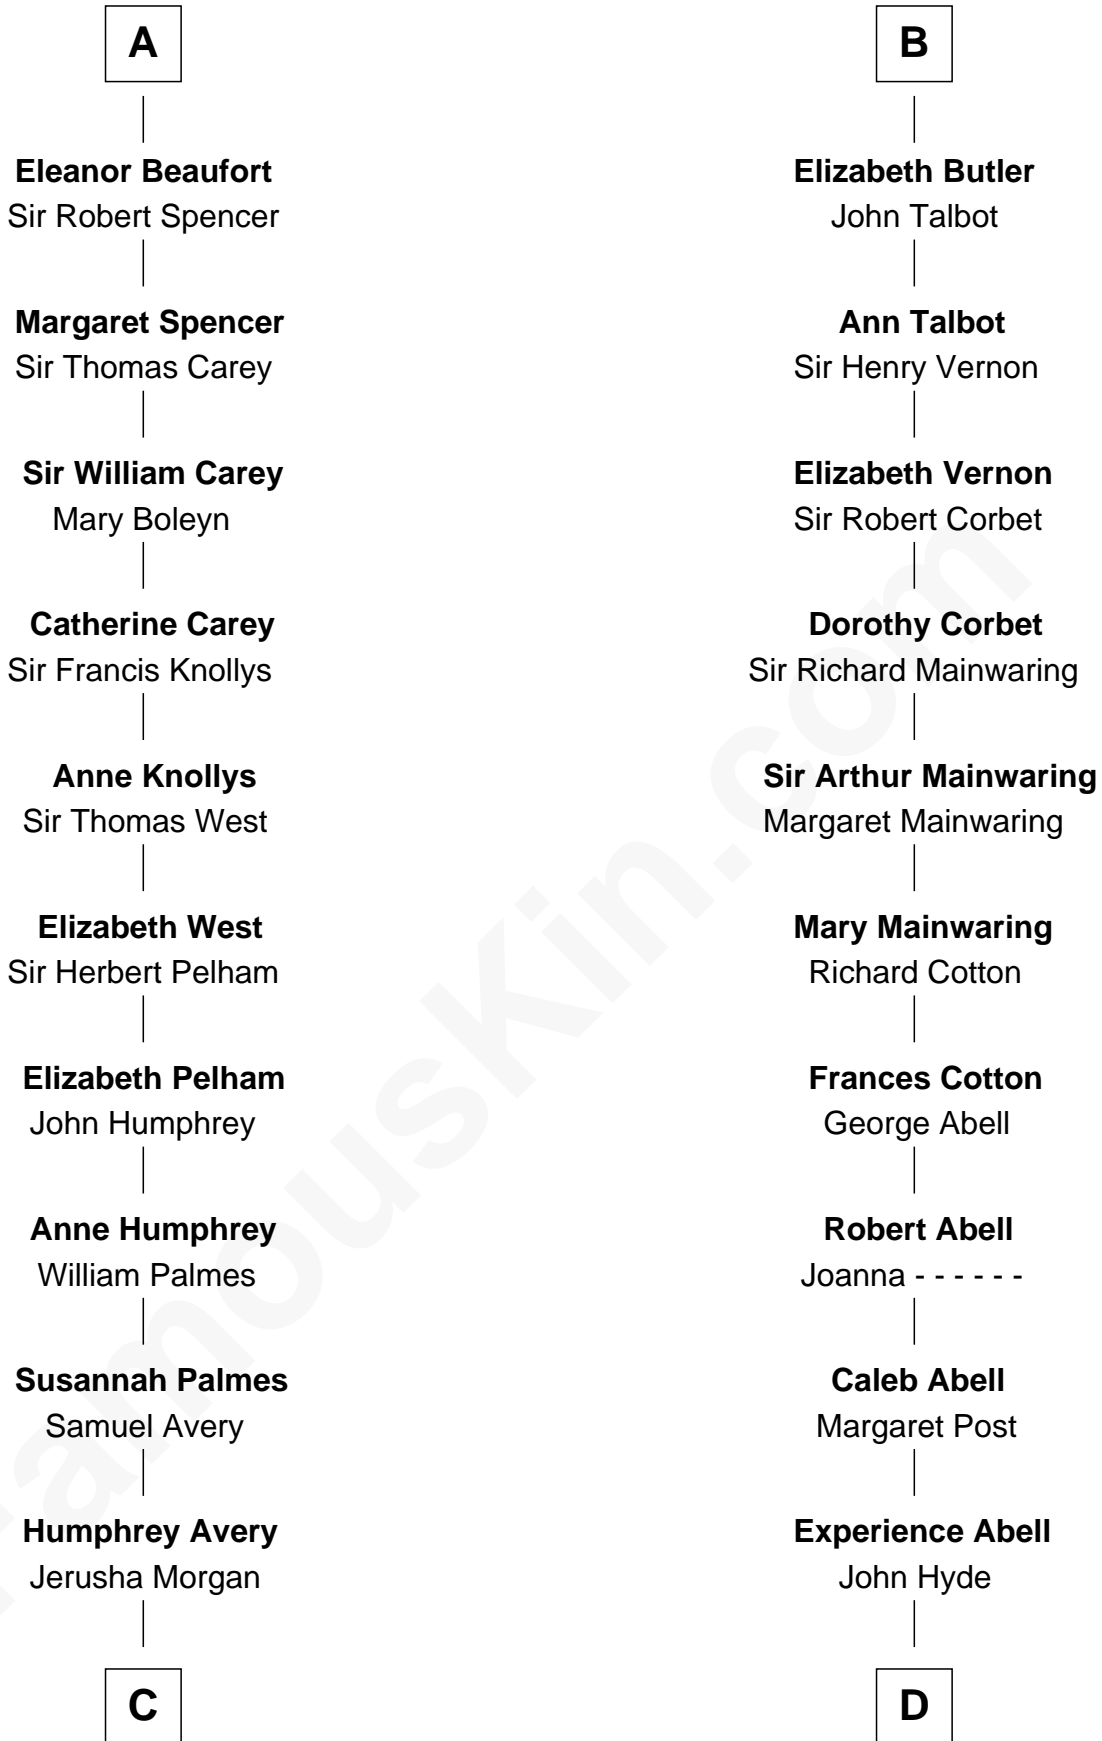 A
Eleanor Beaufort
Sir Robert Spencer
Margaret Spencer
Sir Thomas Carey
Sir William Carey
Mary Boleyn
Catherine Carey
Sir Francis Knollys
Anne Knollys
Sir Thomas West
Elizabeth West
Sir Herbert Pelham
Elizabeth Pelham
John Humphrey
Anne Humphrey
William Palmes
Susannah Palmes
Samuel Avery
Humphrey Avery
Jerusha Morgan
C
B
Elizabeth Butler
John Talbot
Ann Talbot
Sir Henry Vernon
Elizabeth Vernon
Sir Robert Corbet
Dorothy Corbet
Sir Richard Mainwaring
Sir Arthur Mainwaring
Margaret Mainwaring
Mary Mainwaring
Richard Cotton
Frances Cotton
George Abell
Robert Abell
Joanna - - - - - -
Caleb Abell
Margaret Post
Experience Abell
John Hyde
D
FamousKin.com